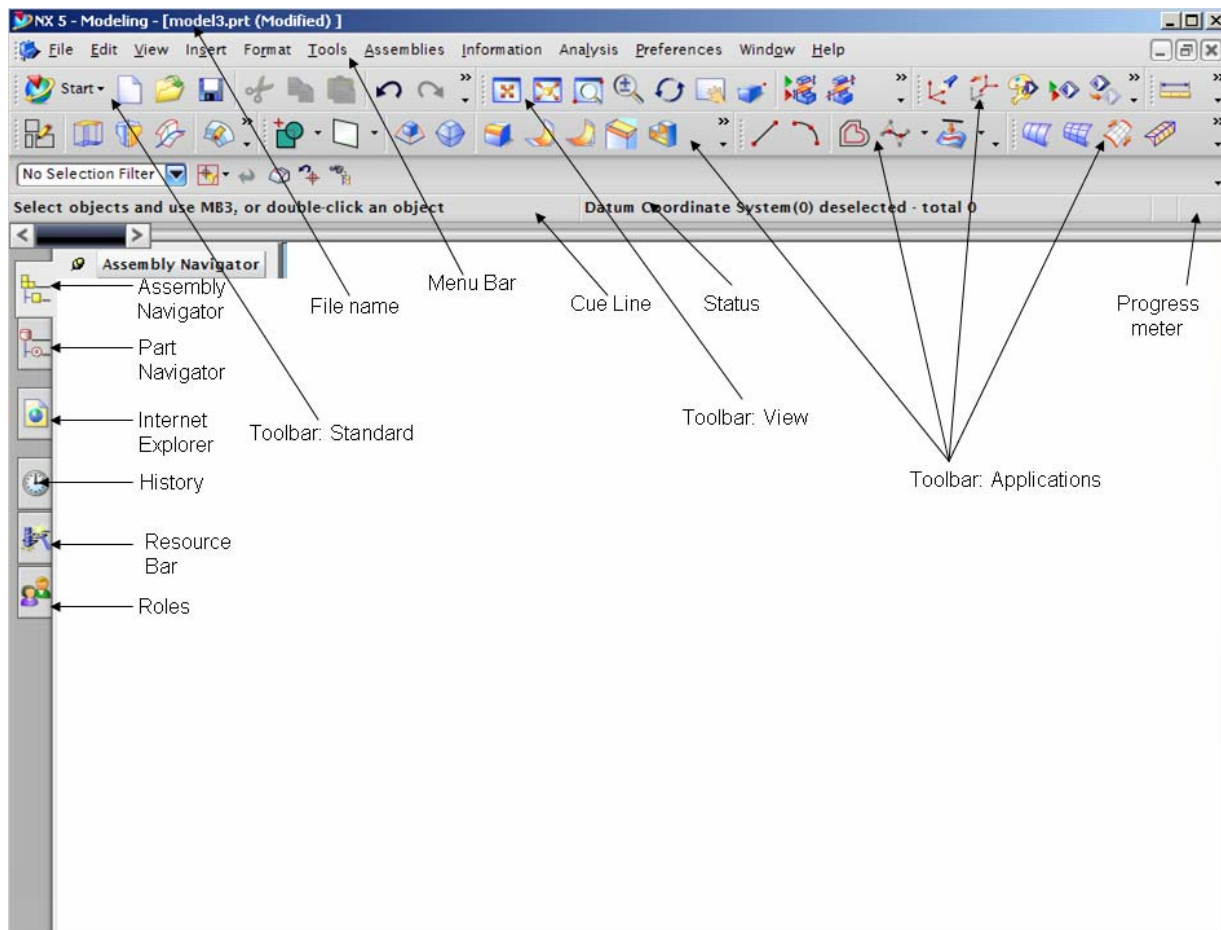 NX 5 - Modeling - [model3.prt (Modified) ]
File Edit View Insert Format Tools Assemblies Information Analysis Preferences Window Help
Start
No Selection Filter
Select objects and use MB3, or double-click an object
Datum Coordinate System(0) deselected - total 0
Assembly Navigator
Assembly
Navigator
File name
Menu Bar
Cue Line
Status
Progress
meter
Part
Navigator
Internet
Explorer
Toolbar: Standard
Toolbar: View
History
Toolbar: Applications
Resource
Bar
Roles